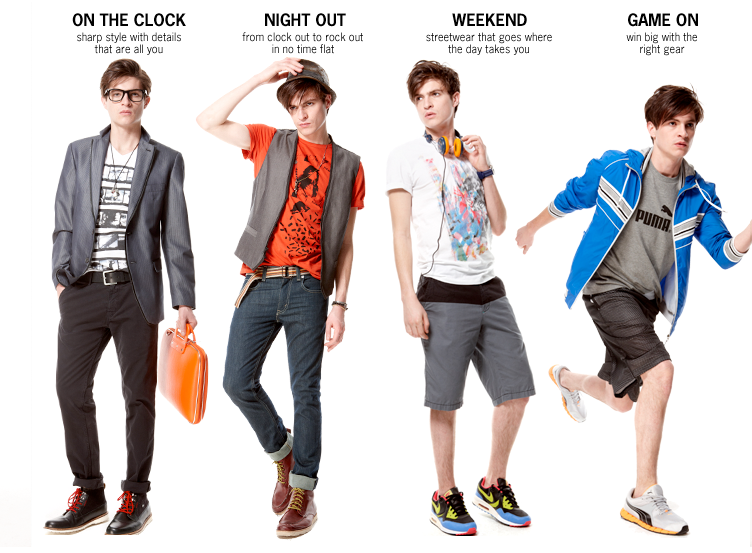 ON THE CLOCK
sharp style with details
that are all you
NIGHT OUT
from clock out to rock out
in no time flat
WEEKEND
streetwear that goes where
the day takes you
GAME ON
win big with the
right gear
PUMA